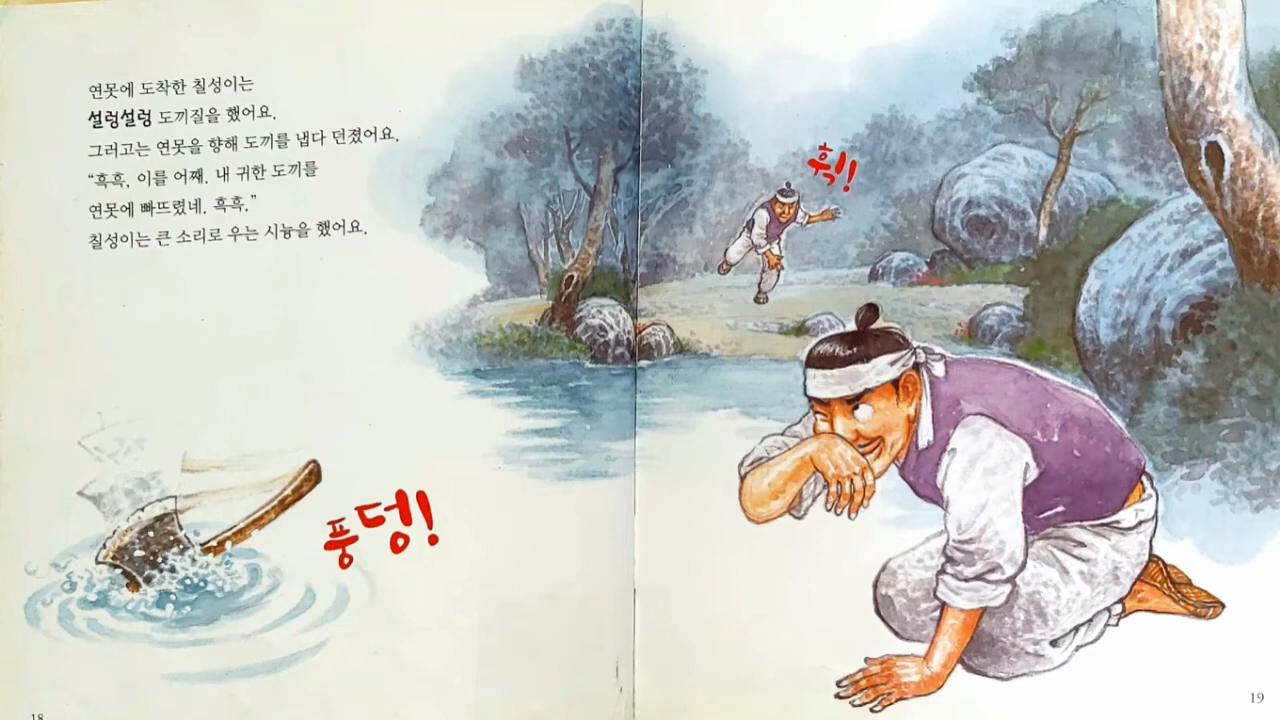 연못에 도착한 칠성이는
설렁설렁 도끼질을 했어요.
그러고는 연못을 향해 도끼를 냅다 던졌어요.
“흑흑, 이를 어째. 내 귀한 도끼를
연못에 빠뜨렸네. 흑흑.”
칠성이는 큰 소리로 우는 시늉을 했어요.
휙!!
풍덩!
18
19